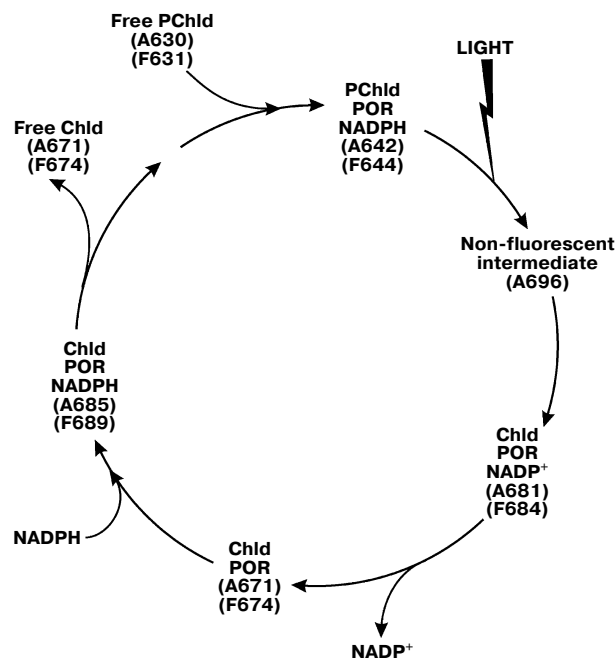 Free PChld
(A630)
(F631)
LIGHT
PChld
POR
NADPH
(A642)
(F644)
Free Chld
(A671)
(F674)
Non-fluorescent
intermediate
(A696)
Chld
POR
NADPH
(A685)
(F689)
Chld
POR
NADP⁺
(A681)
(F684)
NADPH
Chld
POR
(A671)
(F674)
NADP⁺